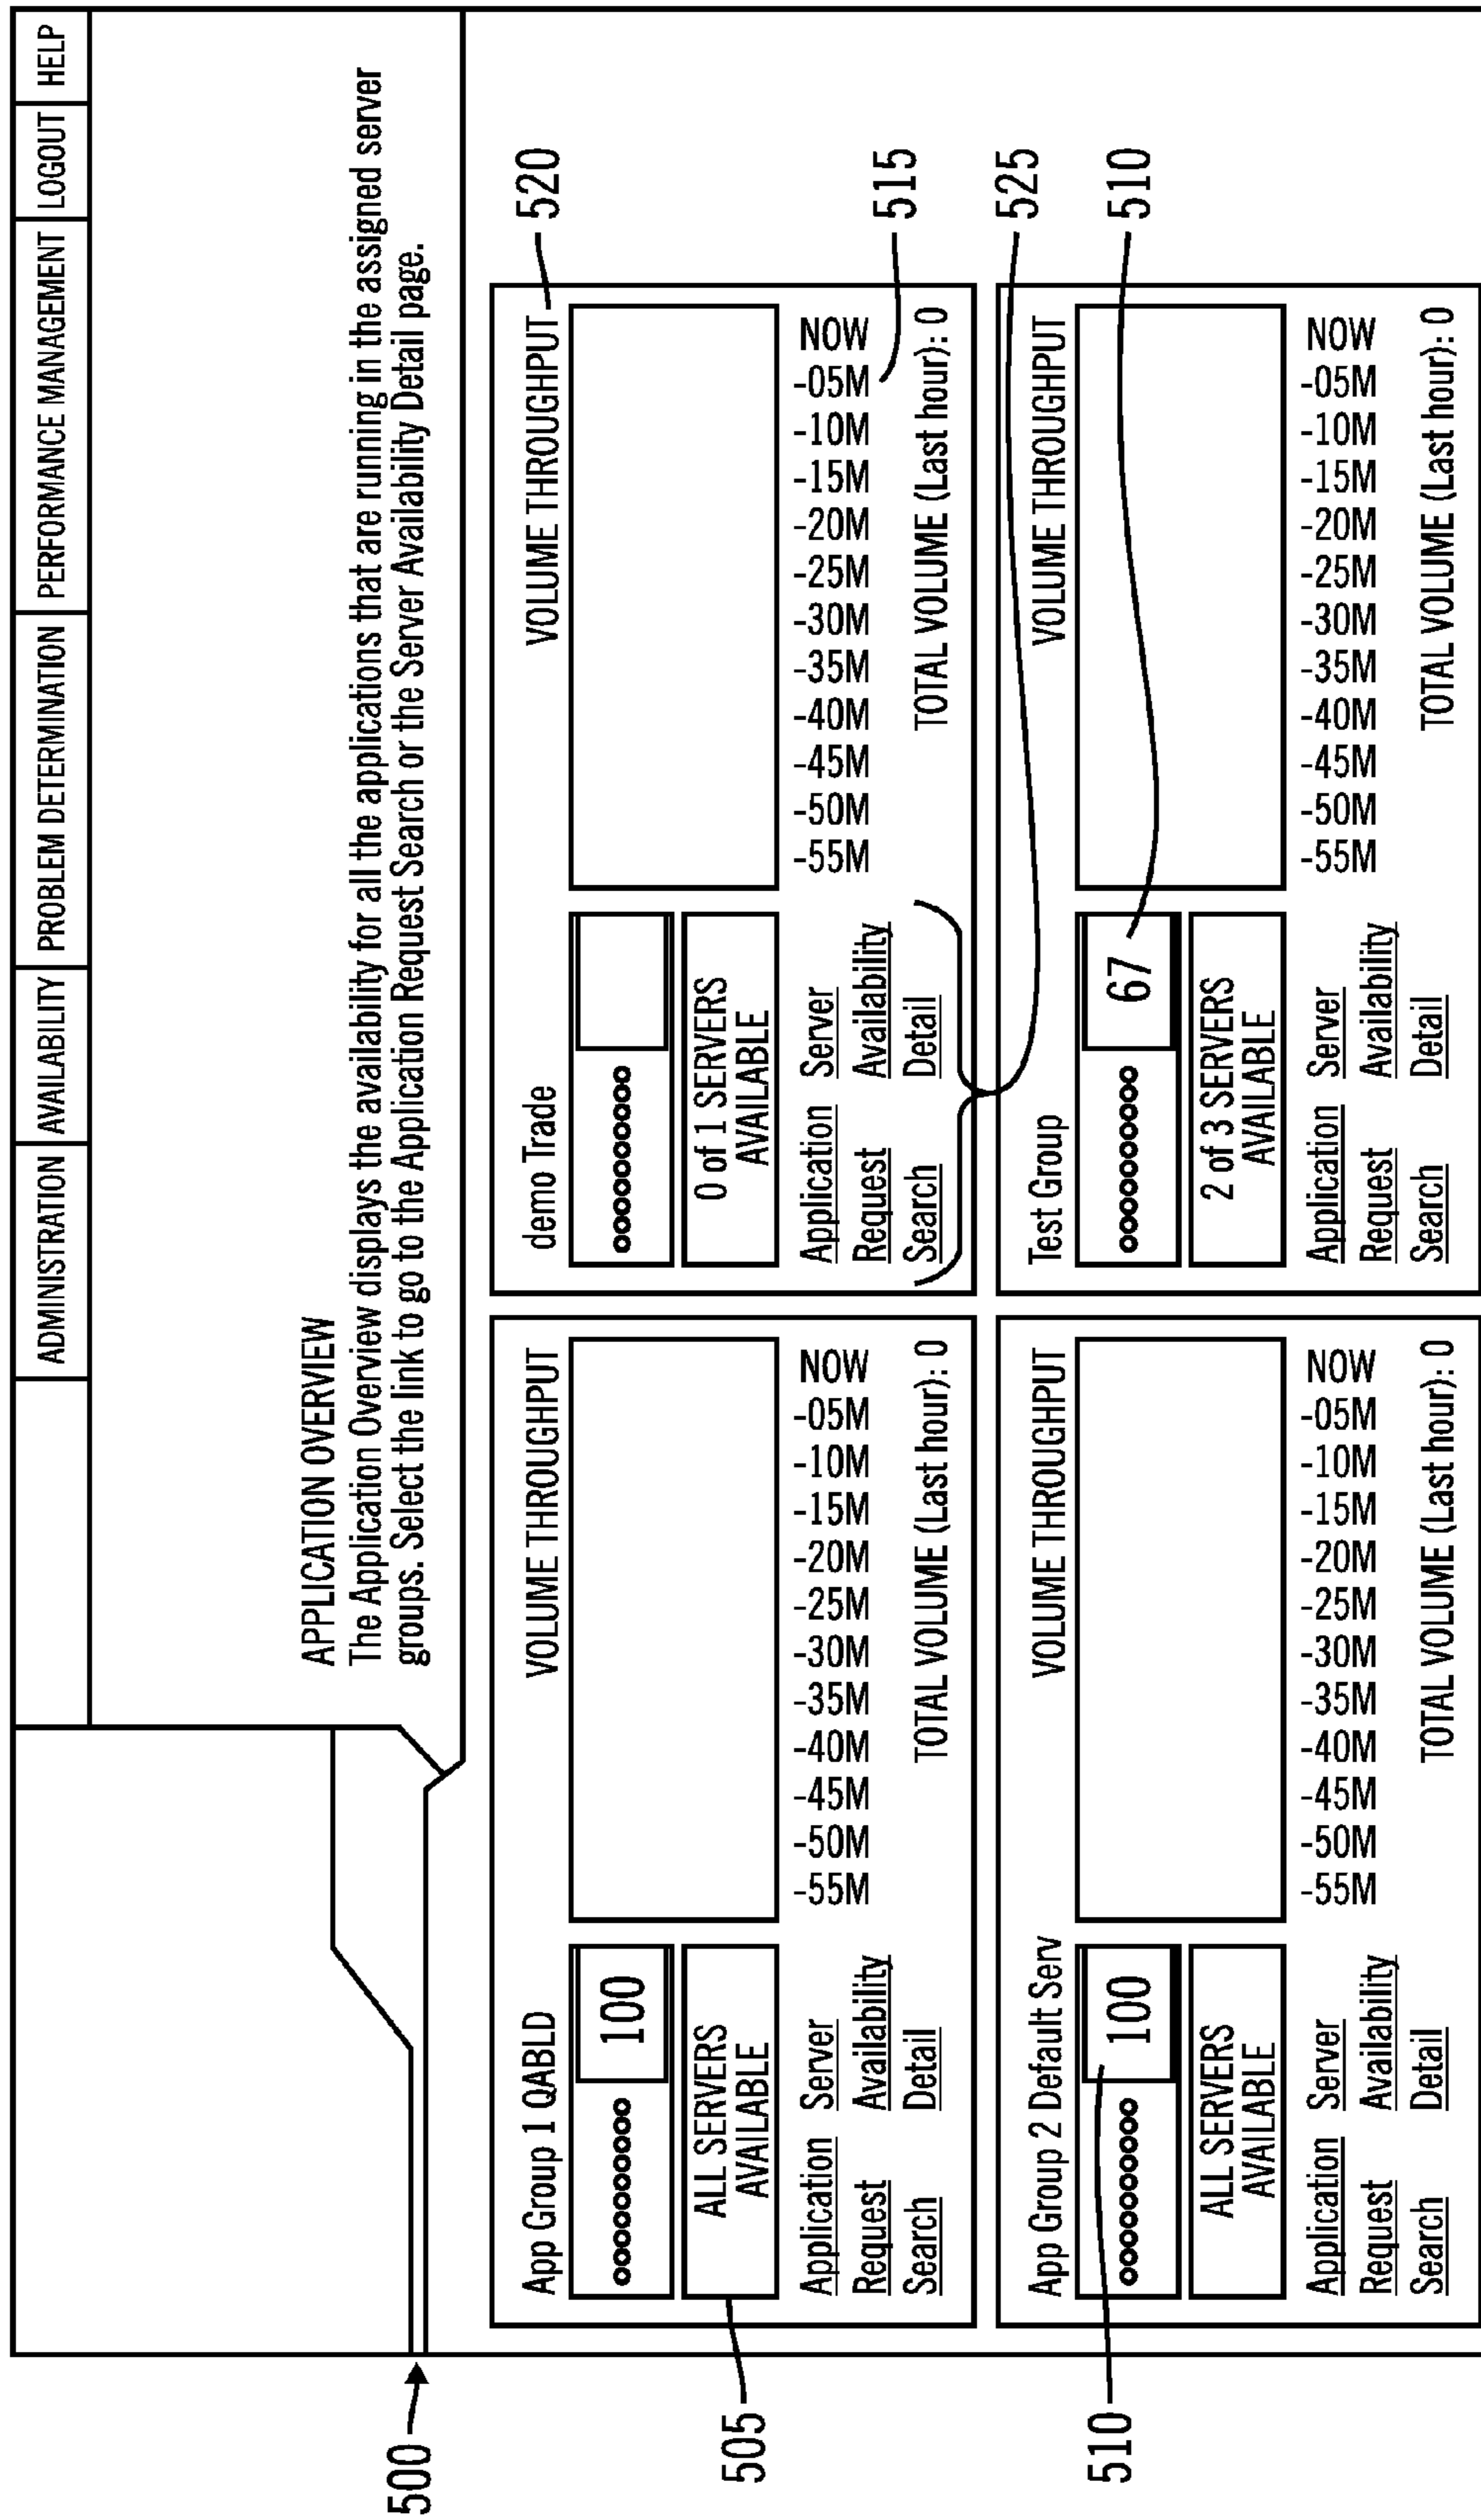 ADMINISTRATION AVAILABILITY PROBLEM DETERMINATION PERFORMANCE MANAGEMENT LOGOUT HELP
APPLICATION OVERVIEW
The Application Overview displays the availability for all the applications that are running in the assigned server
groups. Select the link to go to the Application Request Search or the Server Availability Detail page.
500
App Group 1 QABLD
VOLUME THROUGHPUT
100
ALL SERVERS
AVAILABLE
505
-55M -50M -45M -40M -35M -30M -25M -20M -15M -10M -05M NOW
Application Server
Request Availability
Search Detail
TOTAL VOLUME (Last hour): 0
demo Trade
VOLUME THROUGHPUT
520
0 of 1 SERVERS
AVAILABLE
-55M -50M -45M -40M -35M -30M -25M -20M -15M -10M -05M NOW
515
Application Server
Request Availability
Search Detail
TOTAL VOLUME (Last hour): 0
525
App Group 2 Default Serv
VOLUME THROUGHPUT
100
510
ALL SERVERS
AVAILABLE
-55M -50M -45M -40M -35M -30M -25M -20M -15M -10M -05M NOW
Application Server
Request Availability
Search Detail
TOTAL VOLUME (Last hour): 0
Test Group
VOLUME THROUGHPUT
67
510
2 of 3 SERVERS
AVAILABLE
-55M -50M -45M -40M -35M -30M -25M -20M -15M -10M -05M NOW
Application Server
Request Availability
Search Detail
TOTAL VOLUME (Last hour): 0